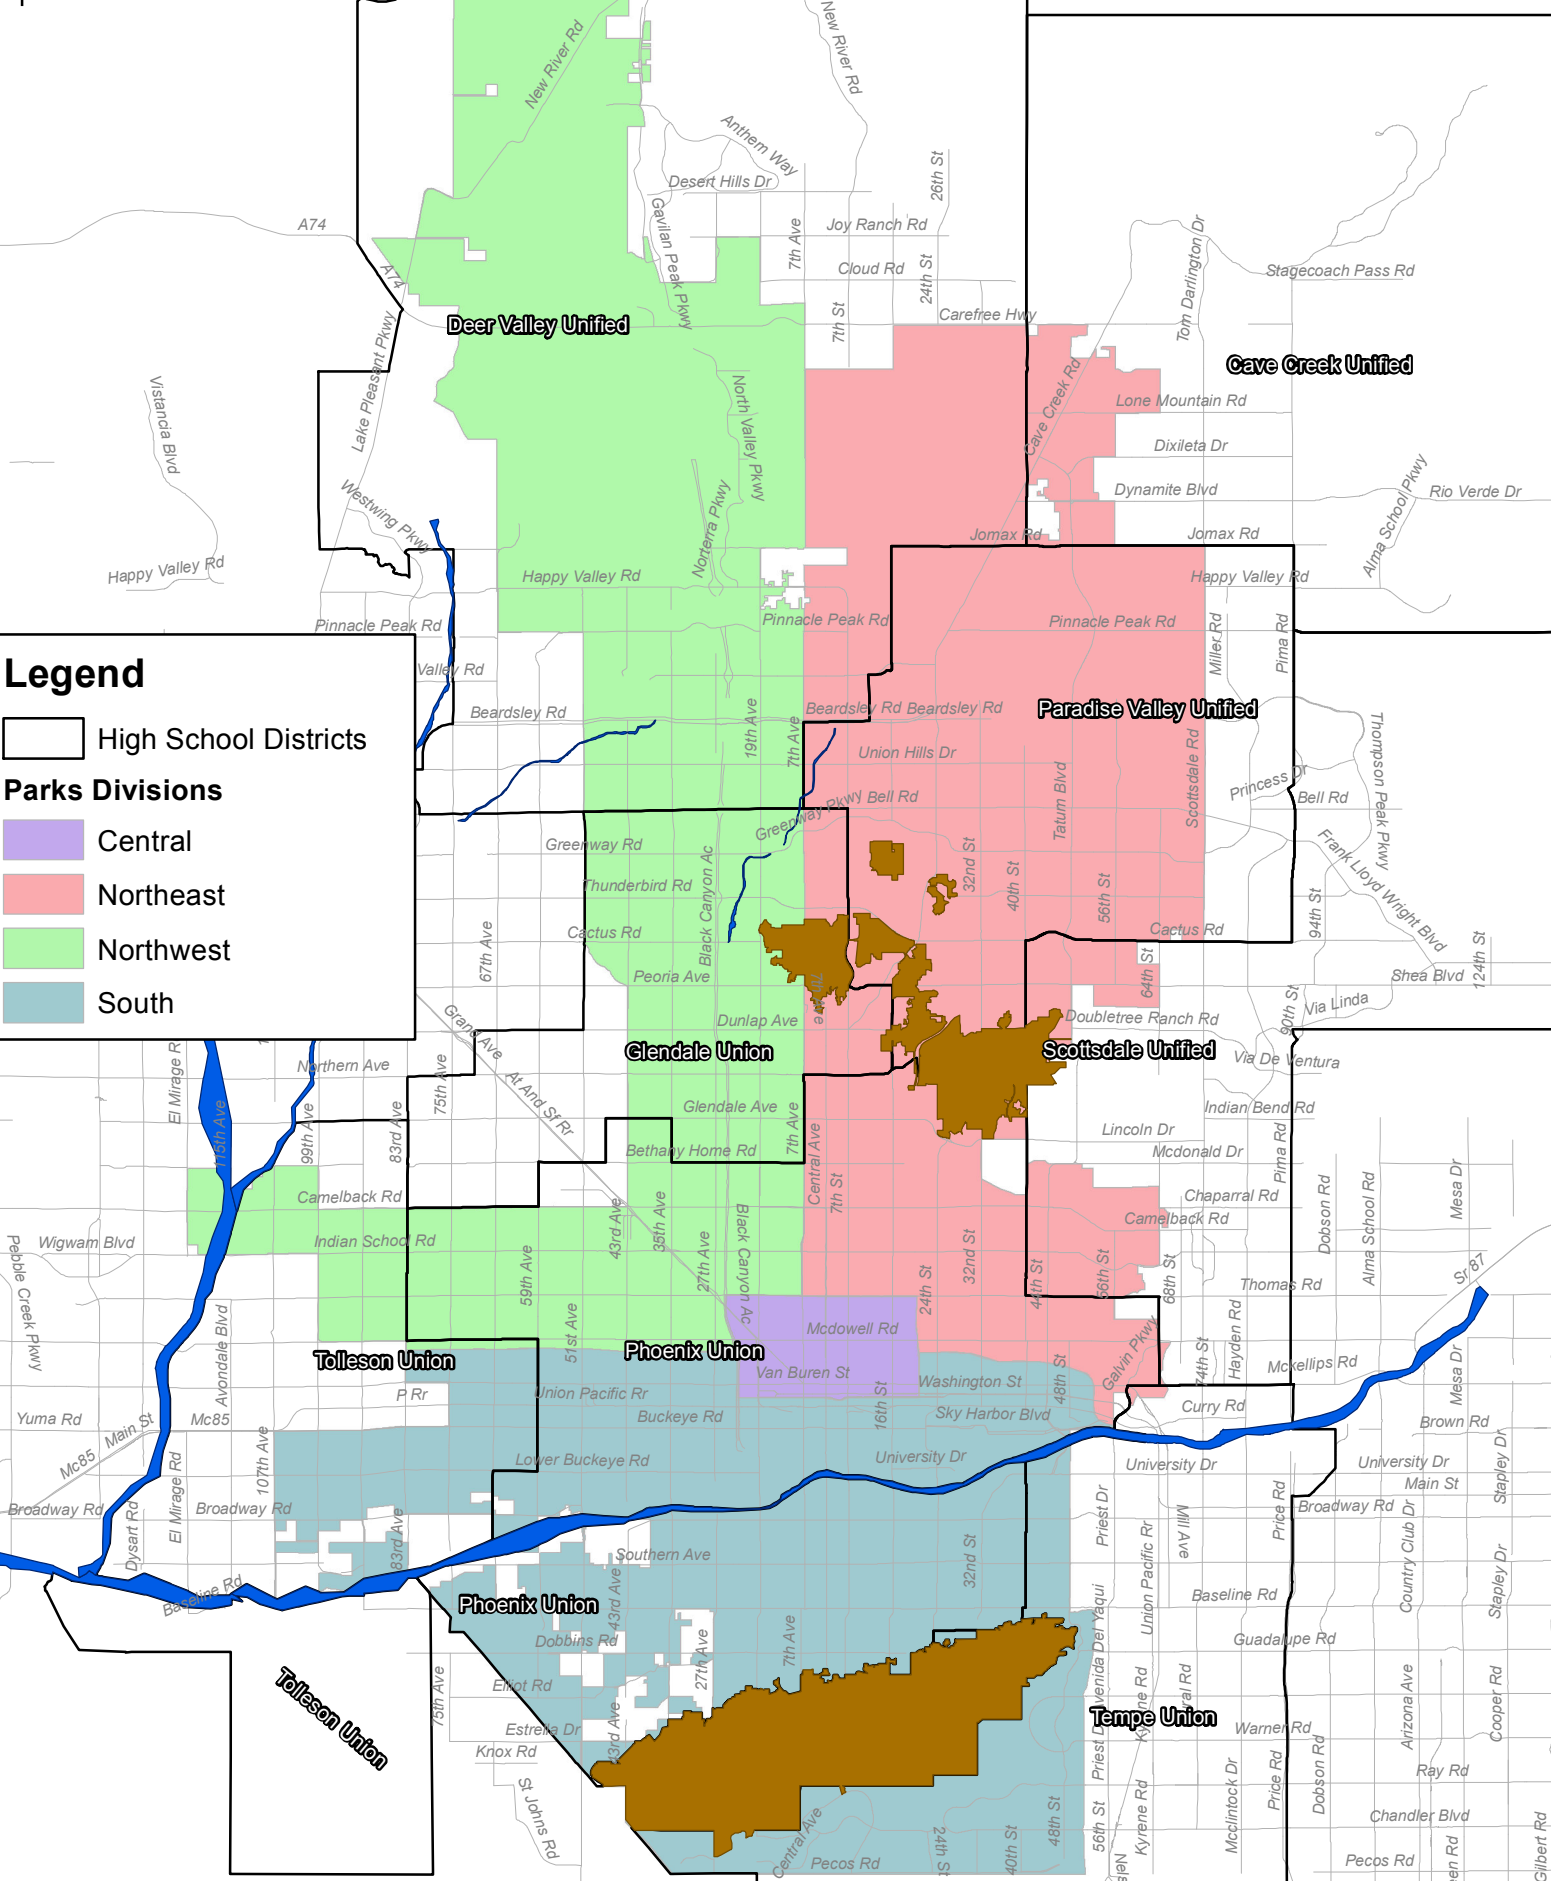 New River Rd
New River Rd
Anthem Way
Desert Hills Dr
26th St
Gavilan Peak Pkwy
7th Ave
Joy Ranch Rd
A74
Tom Darlington Dr
A74
Cloud Rd
24th St
Stagecoach Pass Rd
Lake Pleasant Pkwy
Deer Valley Unified
7th St
Carefree Hwy
Cave Creek Unified
Vistancia Blvd
North Valley Pkwy
Cave Creek Rd
Lone Mountain Rd
Dixileta Dr
Westwing Pkwy
Norterra Pkwy
Dynamite Blvd
Alma School Pkwy
Rio Verde Dr
Jomax Rd
Jomax Rd
Happy Valley Rd
Happy Valley Rd
Happy Valley Rd
Pinnacle Peak Rd
Pinnacle Peak Rd
Pinnacle Peak Rd
Miller Rd
Pima Rd
Legend
High School Districts
Parks Divisions
Central
Northeast
Northwest
South
Valley Rd
Beardsley Rd
19th Ave
7th Ave
Beardsley Rd
Beardsley Rd
Paradise Valley Unified
Union Hills Dr
Tatum Blvd
Scottsdale Rd
Princess Dr
Thompson Peak Pkwy
Bell Rd
Greenway Pkwy
Bell Rd
Greenway Rd
Thunderbird Rd
Black Canyon Ac
32nd St
40th St
56th St
Frank Lloyd Wright Blvd
94th St
67th Ave
Cactus Rd
Cactus Rd
124th St
Peoria Ave
64th St
Shea Blvd
Grand Ave
Dunlap Ave
7th Ave
Doubletree Ranch Rd
90th St
Via Linda
El Mirage R
Northern Ave
75th Ave
Glendale Union
Scottsdale Unified
Via De Ventura
At And Sf Rr
115th Ave
99th Ave
83rd Ave
Glendale Ave
7th Ave
Indian Bend Rd
Bethany Home Rd
Central Ave
7th St
Lincoln Dr
Mcdonald Dr
Pima Rd
Camelback Rd
43rd Ave
35th Ave
Black Canyon Ac
Chaparral Rd
Camelback Rd
Dobson Rd
Alma School Rd
Mesa Dr
Pebble Creek Pkwy
Wigwam Blvd
Indian School Rd
59th Ave
27th Ave
24th St
32nd St
44th St
56th St
68th St
Thomas Rd
Sr 87
Avondale Blvd
51st Ave
Mcdowell Rd
Galvin Pkwy
74th St
Hayden Rd
Tolleson Union
Phoenix Union
Van Buren St
Washington St
48th St
Mckellips Rd
Mesa Dr
P Rr
Union Pacific Rr
16th St
Yuma Rd
Mc85
Main St
Mc85
Buckeye Rd
Sky Harbor Blvd
Curry Rd
Brown Rd
107th Ave
El Mirage Rd
Lower Buckeye Rd
University Dr
University Dr
University Dr
Main St
Stapley Dr
Broadway Rd
Broadway Rd
Broadway Rd
Dysart Rd
83rd Ave
Southern Ave
32nd St
Priest Dr
Union Pacific Rr
Mill Ave
Price Rd
Country Club Dr
Stapley Dr
Baseline Rd
Baseline Rd
Phoenix Union
43rd Ave
Dobbins Rd
7th Ave
27th Ave
Guadalupe Rd
Tolleson Union
75th Ave
Elliot Rd
Estrella Dr
43rd Ave
Knox Rd
St Johns Rd
Tempe Union
Kyrene Rd
ral Rd
Warner Rd
Arizona Ave
Cooper Rd
Price Rd
Dobson Rd
Ray Rd
Mcclintock Dr
Chandler Blvd
Central Ave
24th St
40th St
48th St
56th St
Kyrene Rd
Pecos Rd
Pecos Rd
een Rd
Gilbert Rd